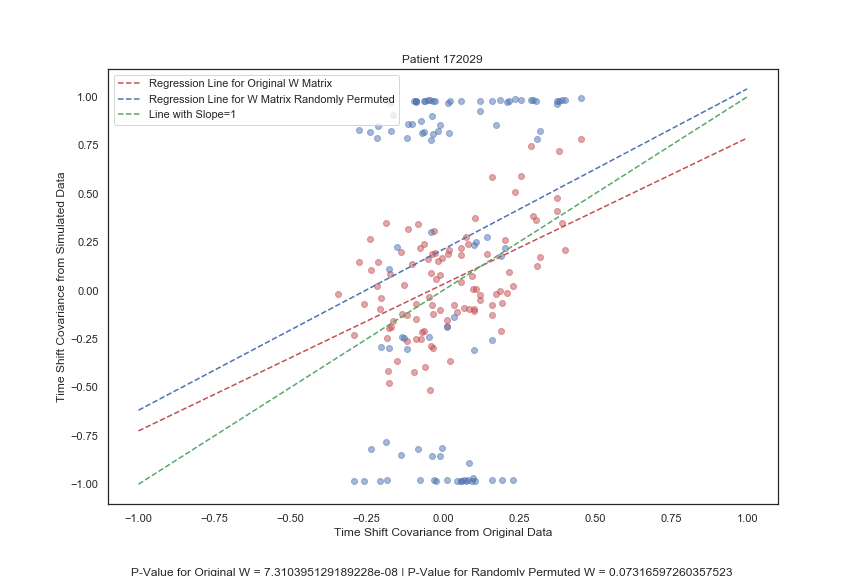 Patient 172029
Regression Line for Original W Matrix
Regression Line for W Matrix Randomly Permuted
Line with Slope=1
Time Shift Covariance from Simulated Data
1.00
0.75
0.50
0.25
0.00
−0.25
−0.50
−0.75
−1.00
−1.00 −0.75 −0.50 −0.25 0.00 0.25 0.50 0.75 1.00
Time Shift Covariance from Original Data
P-Value for Original W = 7.310395129189228e-08 | P-Value for Randomly Permuted W = 0.07316597260357523